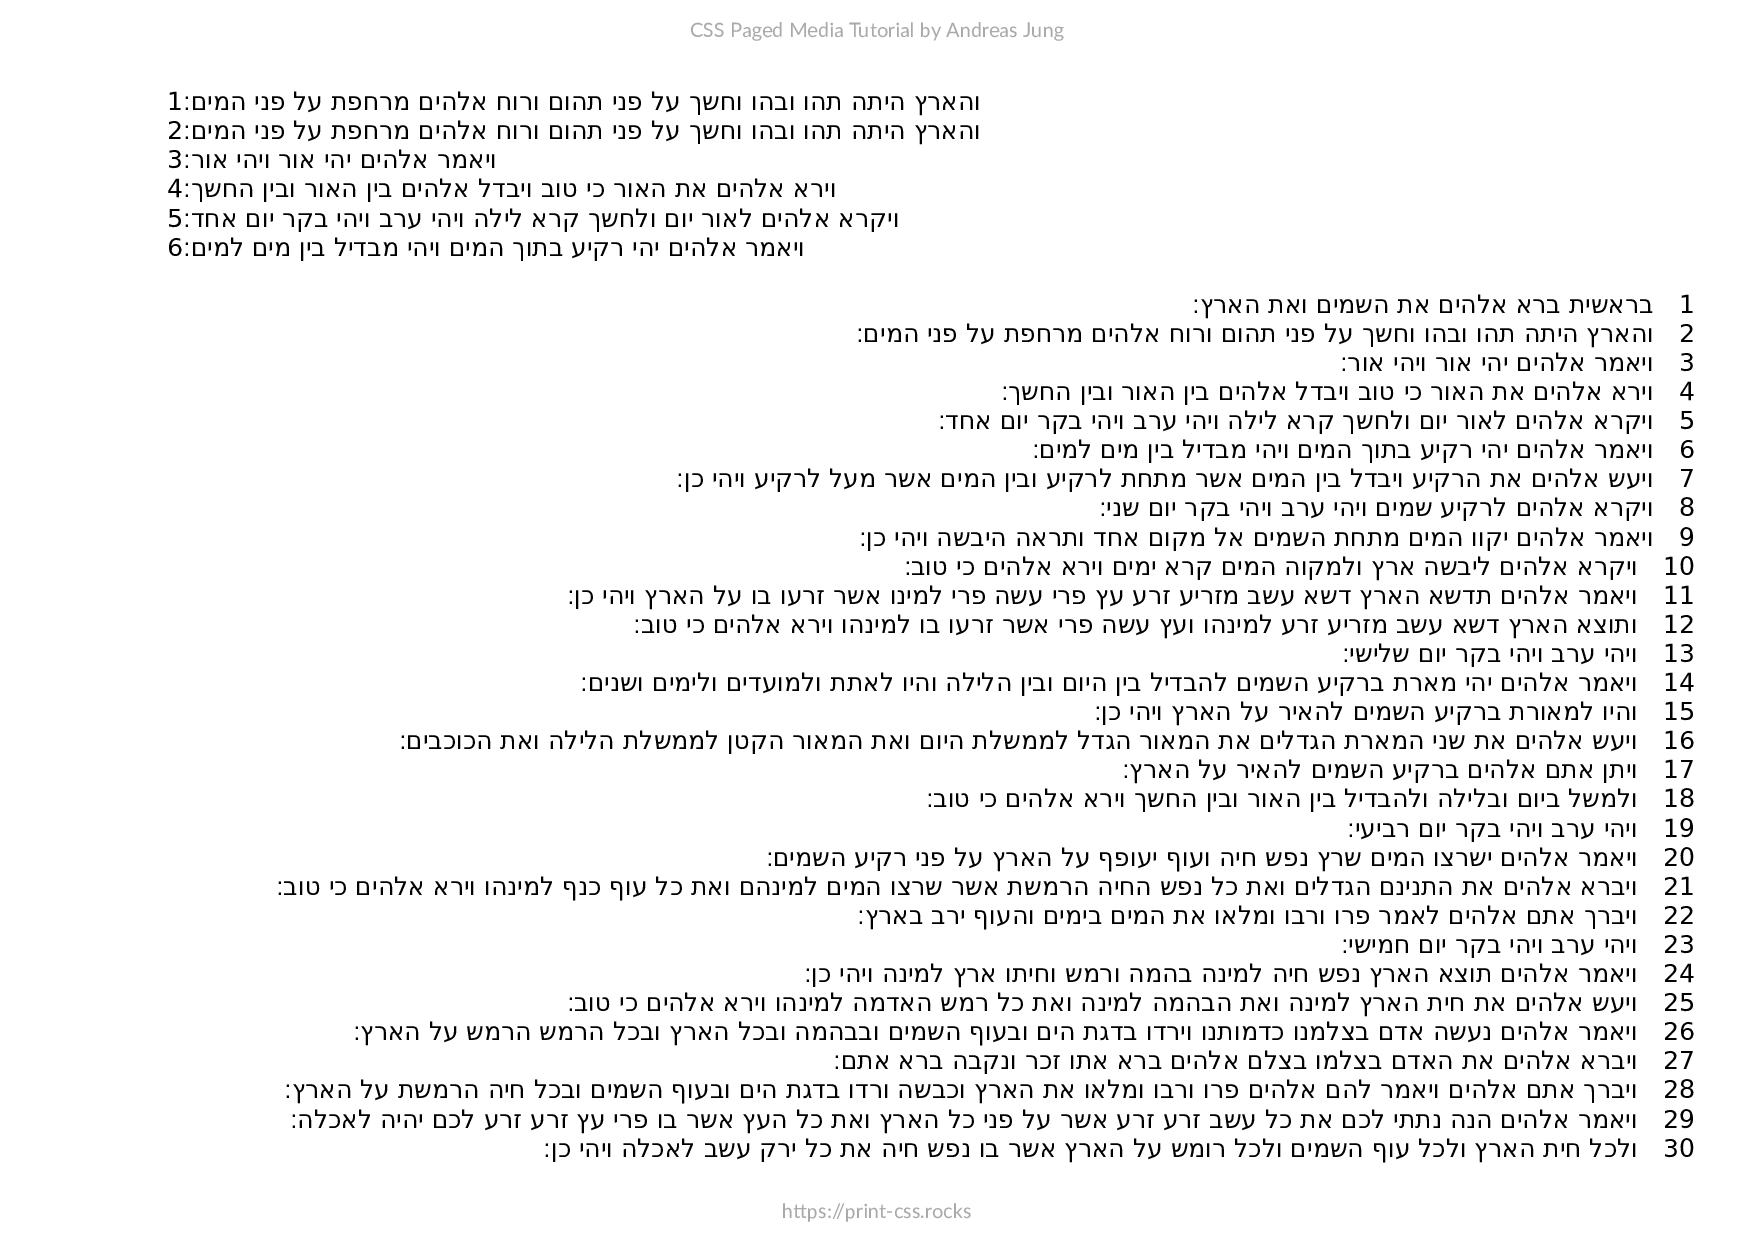 CSS Paged Media Tutorial by Andreas Jung
1:והארץ היתה תהו ובהו וחשך על פני תהום ורוח אלהים מרחפת על פני המים
2:והארץ היתה תהו ובהו וחשך על פני תהום ורוח אלהים מרחפת על פני המים
3:ויאמר אלהים יהי אור ויהי אור
4:וירא אלהים את האור כי טוב ויבדל אלהים בין האור ובין החשך
5:ויקרא אלהים לאור יום ולחשך קרא לילה ויהי ערב ויהי בקר יום אחד
6:ויאמר אלהים יהי רקיע בתוך המים ויהי מבדיל בין מים למים
1 בראשית ברא אלהים את השמים ואת הארץ:
2 והארץ היתה תהו ובהו וחשך על פני תהום ורוח אלהים מרחפת על פני המים:
3 ויאמר אלהים יהי אור ויהי אור:
4 וירא אלהים את האור כי טוב ויבדל אלהים בין האור ובין החשך:
5 ויקרא אלהים לאור יום ולחשך קרא לילה ויהי ערב ויהי בקר יום אחד:
6 ויאמר אלהים יהי רקיע בתוך המים ויהי מבדיל בין מים למים:
7 ויעש אלהים את הרקיע ויבדל בין המים אשר מתחת לרקיע ובין המים אשר מעל לרקיע ויהי כן:
8 ויקרא אלהים לרקיע שמים ויהי ערב ויהי בקר יום שני:
9 ויאמר אלהים יקוו המים מתחת השמים אל מקום אחד ותראה היבשה ויהי כן:
10 ויקרא אלהים ליבשה ארץ ולמקוה המים קרא ימים וירא אלהים כי טוב:
11 ויאמר אלהים תדשא הארץ דשא עשב מזריע זרע עץ פרי עשה פרי למינו אשר זרעו בו על הארץ ויהי כן:
12 ותוצא הארץ דשא עשב מזריע זרע למינהו ועץ עשה פרי אשר זרעו בו למינהו וירא אלהים כי טוב:
13 ויהי ערב ויהי בקר יום שלישי:
14 ויאמר אלהים יהי מארת ברקיע השמים להבדיל בין היום ובין הלילה והיו לאתת ולמועדים ולימים ושנים:
15 והיו למאורת ברקיע השמים להאיר על הארץ ויהי כן:
16 ויעש אלהים את שני המארת הגדלים את המאור הגדל לממשלת היום ואת המאור הקטן לממשלת הלילה ואת הכוכבים:
17 ויתן אתם אלהים ברקיע השמים להאיר על הארץ:
18 ולמשל ביום ובלילה ולהבדיל בין האור ובין החשך וירא אלהים כי טוב:
19 ויהי ערב ויהי בקר יום רביעי:
20 ויאמר אלהים ישרצו המים שרץ נפש חיה ועוף יעופף על הארץ על פני רקיע השמים:
21 ויברא אלהים את התנינם הגדלים ואת כל נפש החיה הרמשת אשר שרצו המים למינהם ואת כל עוף כנף למינהו וירא אלהים כי טוב:
22 ויברך אתם אלהים לאמר פרו ורבו ומלאו את המים בימים והעוף ירב בארץ:
23 ויהי ערב ויהי בקר יום חמישי:
24 ויאמר אלהים תוצא הארץ נפש חיה למינה בהמה ורמש וחיתו ארץ למינה ויהי כן:
25 ויעש אלהים את חית הארץ למינה ואת הבהמה למינה ואת כל רמש האדמה למינהו וירא אלהים כי טוב:
26 ויאמר אלהים נעשה אדם בצלמנו כדמותנו וירדו בדגת הים ובעוף השמים ובבהמה ובכל הארץ ובכל הרמש הרמש על הארץ:
27 ויברא אלהים את האדם בצלמו בצלם אלהים ברא אתו זכר ונקבה ברא אתם:
28 ויברך אתם אלהים ויאמר להם אלהים פרו ורבו ומלאו את הארץ וכבשה ורדו בדגת הים ובעוף השמים ובכל חיה הרמשת על הארץ:
29 ויאמר אלהים הנה נתתי לכם את כל עשב זרע זרע אשר על פני כל הארץ ואת כל העץ אשר בו פרי עץ זרע זרע לכם יהיה לאכלה:
30 ולכל חית הארץ ולכל עוף השמים ולכל רומש על הארץ אשר בו נפש חיה את כל ירק עשב לאכלה ויהי כן:
https://print-css.rocks